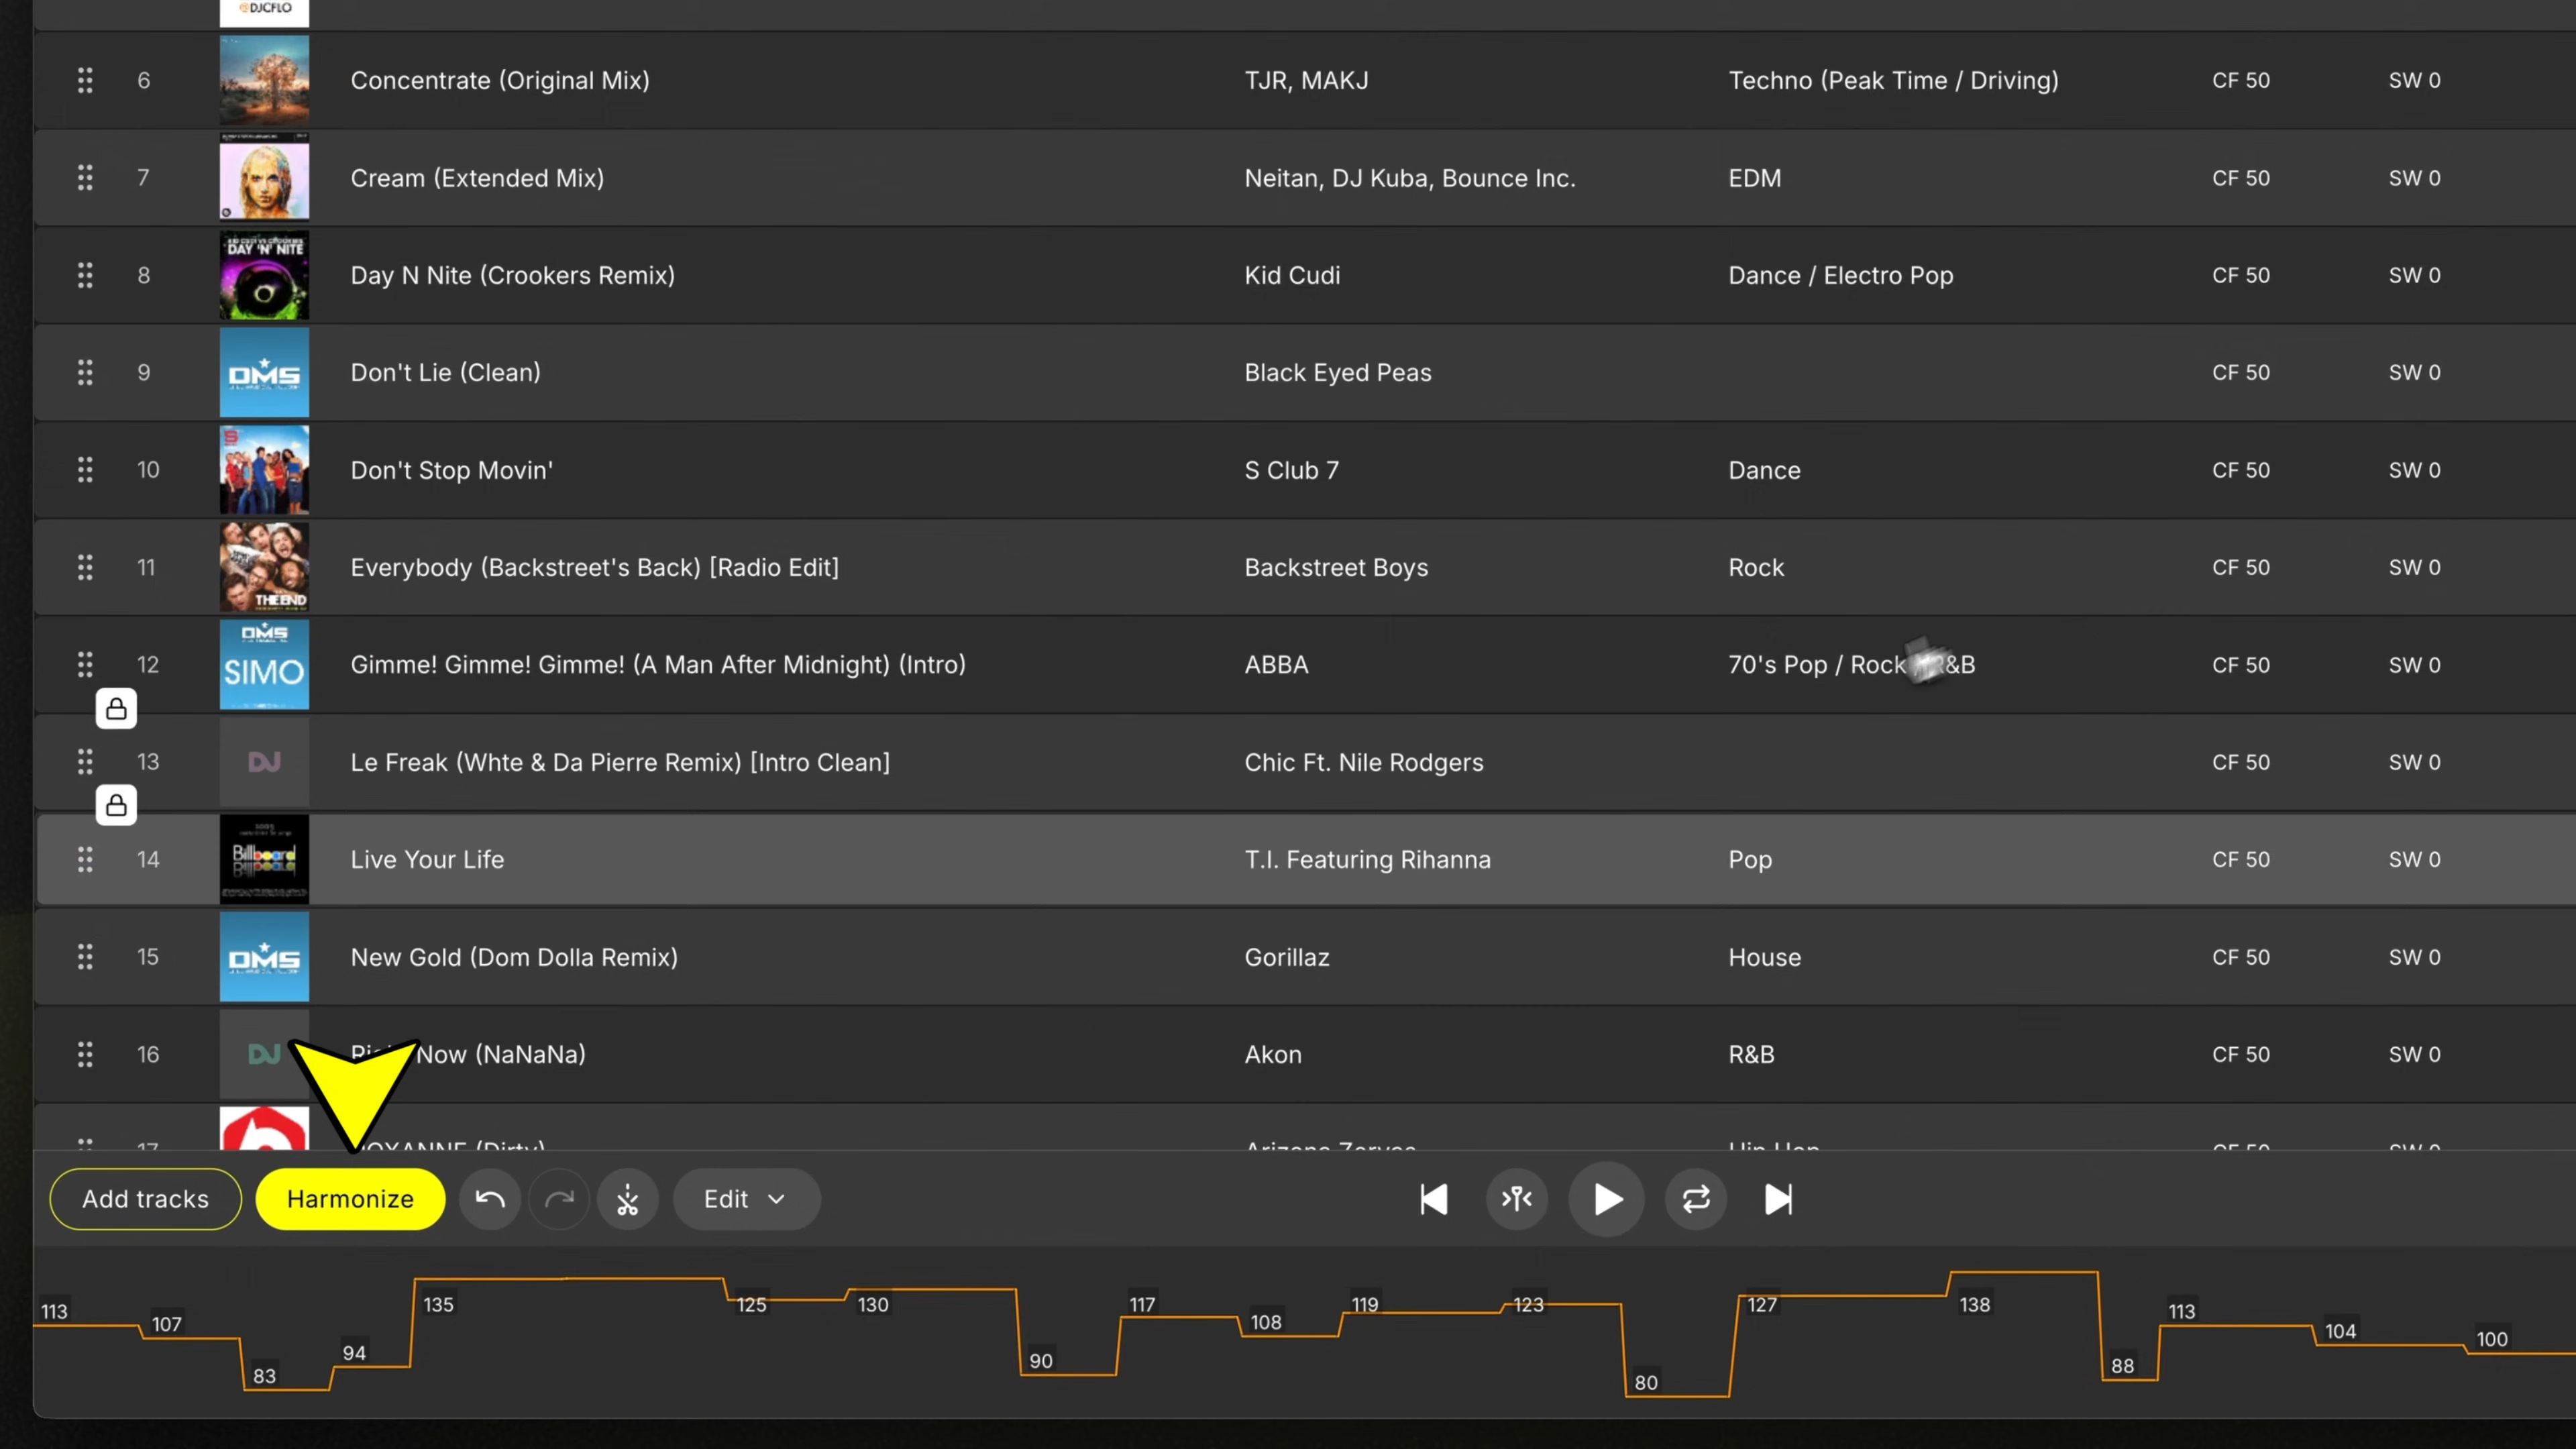 @DJCFLO
6 Concentrate (Original Mix) TJR, MAKJ Techno (Peak Time / Driving) CF 50 SW 0
7 Cream (Extended Mix) Neitan, DJ Kuba, Bounce Inc. EDM CF 50 SW 0
DAY 'N' NITE
8 Day N Nite (Crookers Remix) Kid Cudi Dance / Electro Pop CF 50 SW 0
DMS
9 Don't Lie (Clean) Black Eyed Peas CF 50 SW 0
10 Don't Stop Movin' S Club 7 Dance CF 50 SW 0
11 Everybody (Backstreet's Back) [Radio Edit] Backstreet Boys Rock CF 50 SW 0
THE END
DMS
SIMO
12 Gimme! Gimme! Gimme! (A Man After Midnight) (Intro) ABBA 70's Pop / Rock R&B CF 50 SW 0
13 DJ Le Freak (Whte & Da Pierre Remix) [Intro Clean] Chic Ft. Nile Rodgers CF 50 SW 0
14 Billboard Live Your Life T.I. Featuring Rihanna Pop CF 50 SW 0
15 DMS New Gold (Dom Dolla Remix) Gorillaz House CF 50 SW 0
16 DJ Now (NaNaNa) Akon R&B CF 50 SW 0
Add tracks Harmonize Edit
113 107 83 94 135 125 130 90 117 108 119 123 80 127 138 88 113 104 100